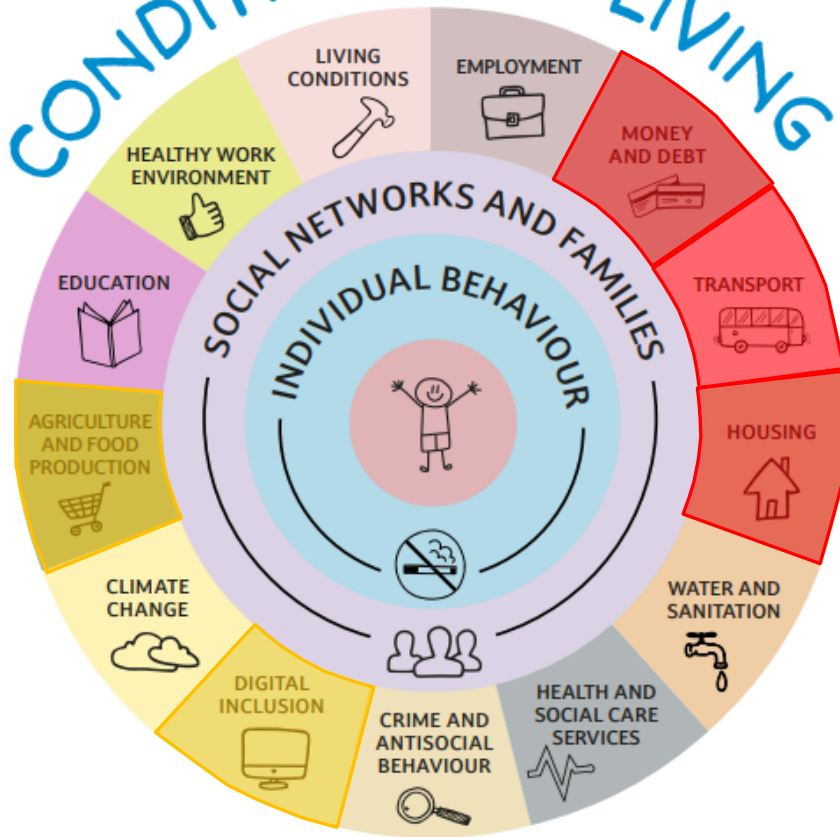 CONDITI
LIVING
LIVING
CONDITIONS
EMPLOYMENT
MONEY
AND DEBT
TRANSPORT
HOUSING
WATER AND
SANITATION
HEALTH AND
SOCIAL CARE
SERVICES
CRIME AND
ANTISOCIAL
BEHAVIOUR
DIGITAL
INCLUSION
CLIMATE
CHANGE
AGRICULTURE
AND FOOD
PRODUCTION
EDUCATION
HEALTHY WORK
ENVIRONMENT
SOCIAL NETWORKS AND FAMILIES
INDIVIDUAL BEHAVIOUR